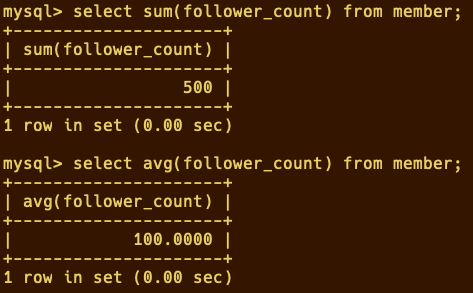 mysql> select sum(follower_count) from member;
+---------------------+
| sum(follower_count) |
+---------------------+
|                 500 |
+---------------------+
1 row in set (0.00 sec)
mysql> select avg(follower_count) from member;
+---------------------+
| avg(follower_count) |
+---------------------+
|            100.0000 |
+---------------------+
1 row in set (0.00 sec)